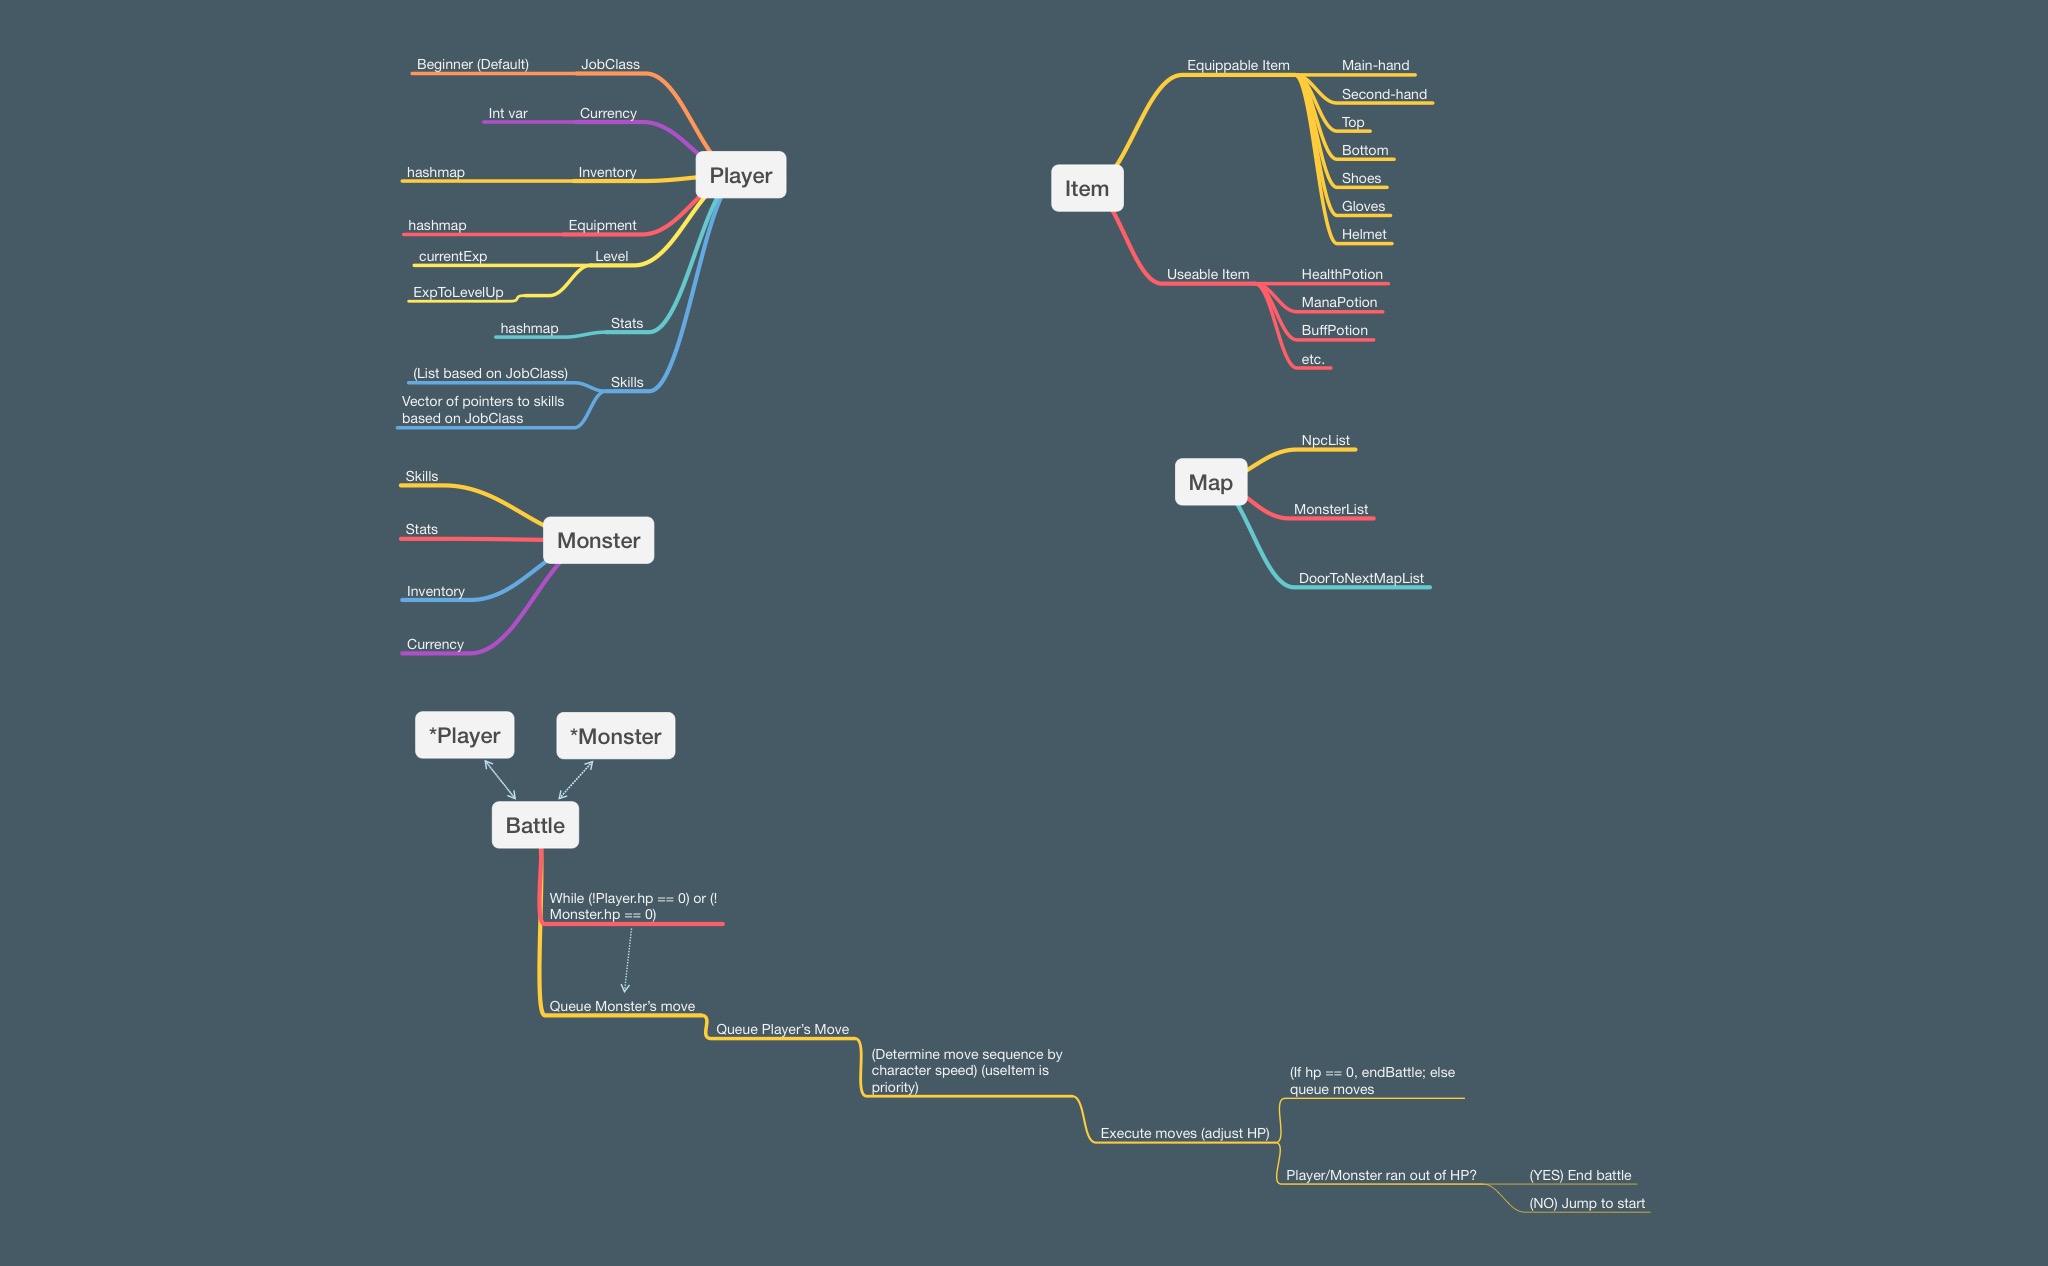 Beginner (Default)
JobClass
Int var
Currency
hashmap
Inventory
Player
hashmap
Equipment
currentExp
Level
ExpToLevelUp
hashmap
Stats
(List based on JobClass)
Skills
Vector of pointers to skills
based on JobClass
Equippable Item
Main-hand
Second-hand
Top
Bottom
Shoes
Gloves
Helmet
Item
Useable Item
HealthPotion
ManaPotion
BuffPotion
etc.
Skills
Stats
Monster
Inventory
Currency
NpcList
Map
MonsterList
DoorToNextMapList
*Player
*Monster
Battle
While (!Player.hp == 0) or (!
Monster.hp == 0)
Queue Monster’s move
Queue Player’s Move
(Determine move sequence by
character speed) (useItem is
priority)
Execute moves (adjust HP)
(If hp == 0, endBattle; else
queue moves
Player/Monster ran out of HP?
(YES) End battle
(NO) Jump to start